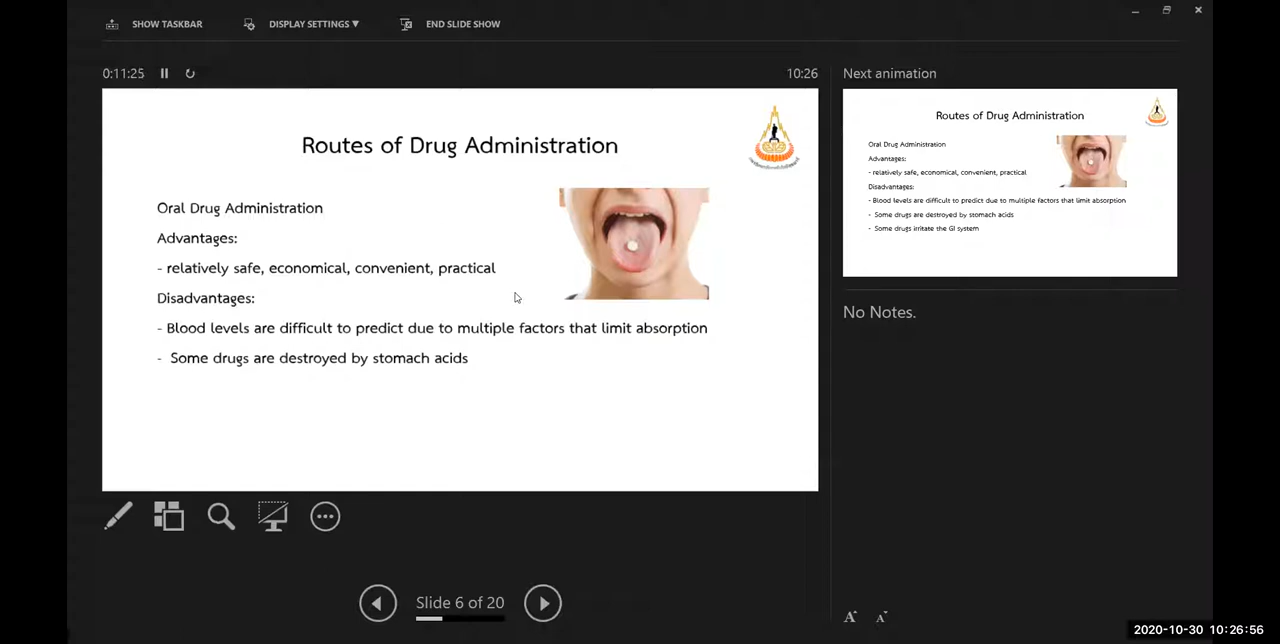 SHOW TASKBAR
DISPLAY SETTINGS ▼
END SLIDE SHOW
0:11:25
10:26
Next animation
Routes of Drug Administration
Oral Drug Administration
Advantages:
- relatively safe, economical, convenient, practical
Disadvantages:
- Blood levels are difficult to predict due to multiple factors that limit absorption
- Some drugs are destroyed by stomach acids
Routes of Drug Administration
Oral Drug Administration
Advantages:
- relatively safe, economical, convenient, practical
Disadvantages:
- Blood levels are difficult to predict due to multiple factors that limit absorption
- Some drugs are destroyed by stomach acids
- Some drugs irritate the GI system
No Notes.
Slide 6 of 20
A A
2020-10-30 10:26:56